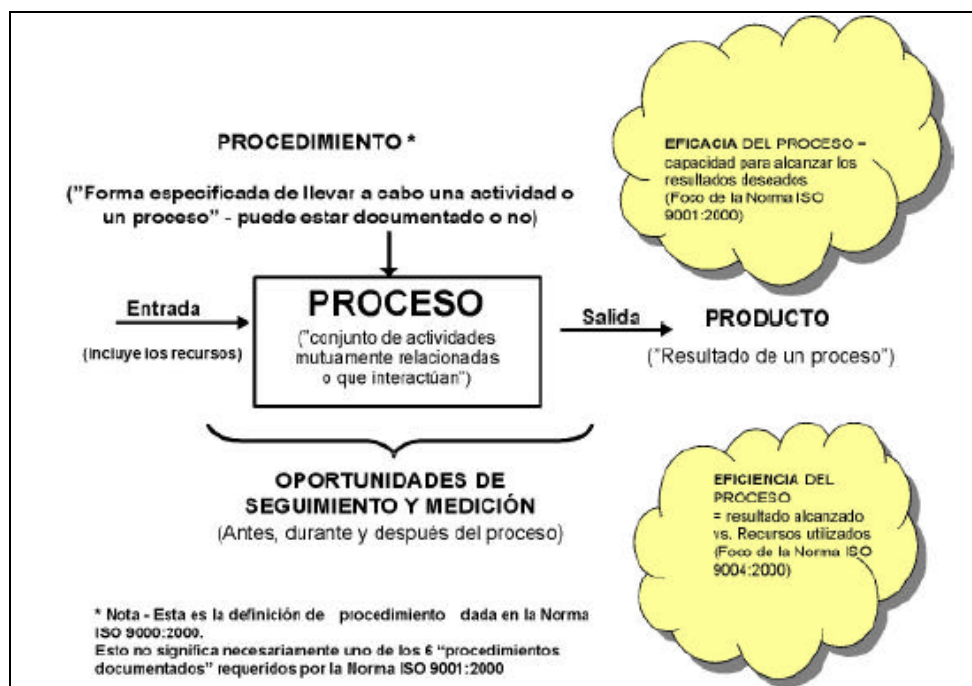 PROCEDIMIENTO *
("Forma especificada de llevar a cabo una actividad o
un proceso" - puede estar documentado o no)
Entrada
(Incluye los recursos)
PROCESO
("conjunto de actividades
mutuamente relacionadas
o que interactúan")
Salida
PRODUCTO
("Resultado de un proceso")
EFICACIA DEL PROCESO =
capacidad para alcanzar los
resultados deseados
(Foco de la Norma ISO
9001:2000)
OPORTUNIDADES DE
SEGUIMIENTO Y MEDICIÓN
(Antes, durante y después del proceso)
EFICIENCIA DEL
PROCESO
= resultado alcanzado
vs. Recursos utilizados
(Foco de la Norma ISO
9004:2000)
* Nota - Esta es la definición de procedimiento dada en la Norma
ISO 9000:2000.
Esto no significa necesariamente uno de los 6 "procedimientos
documentados" requeridos por la Norma ISO 9001:2000